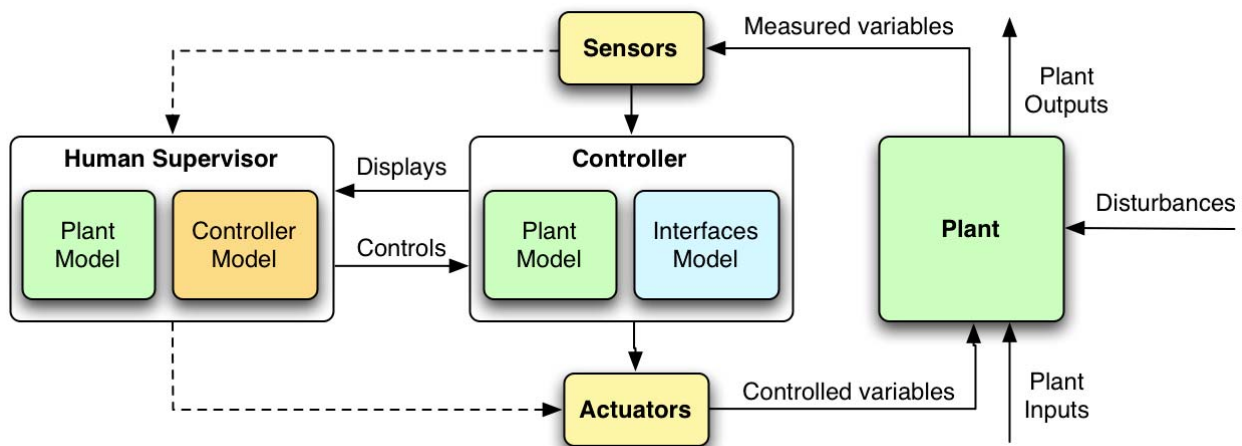 Sensors
Measured variables
Plant
Outputs
Human Supervisor
Displays
Controller
Plant
Model
Controller
Model
Controls
Plant
Model
Interfaces
Model
Plant
Disturbances
Actuators
Controlled variables
Plant
Inputs